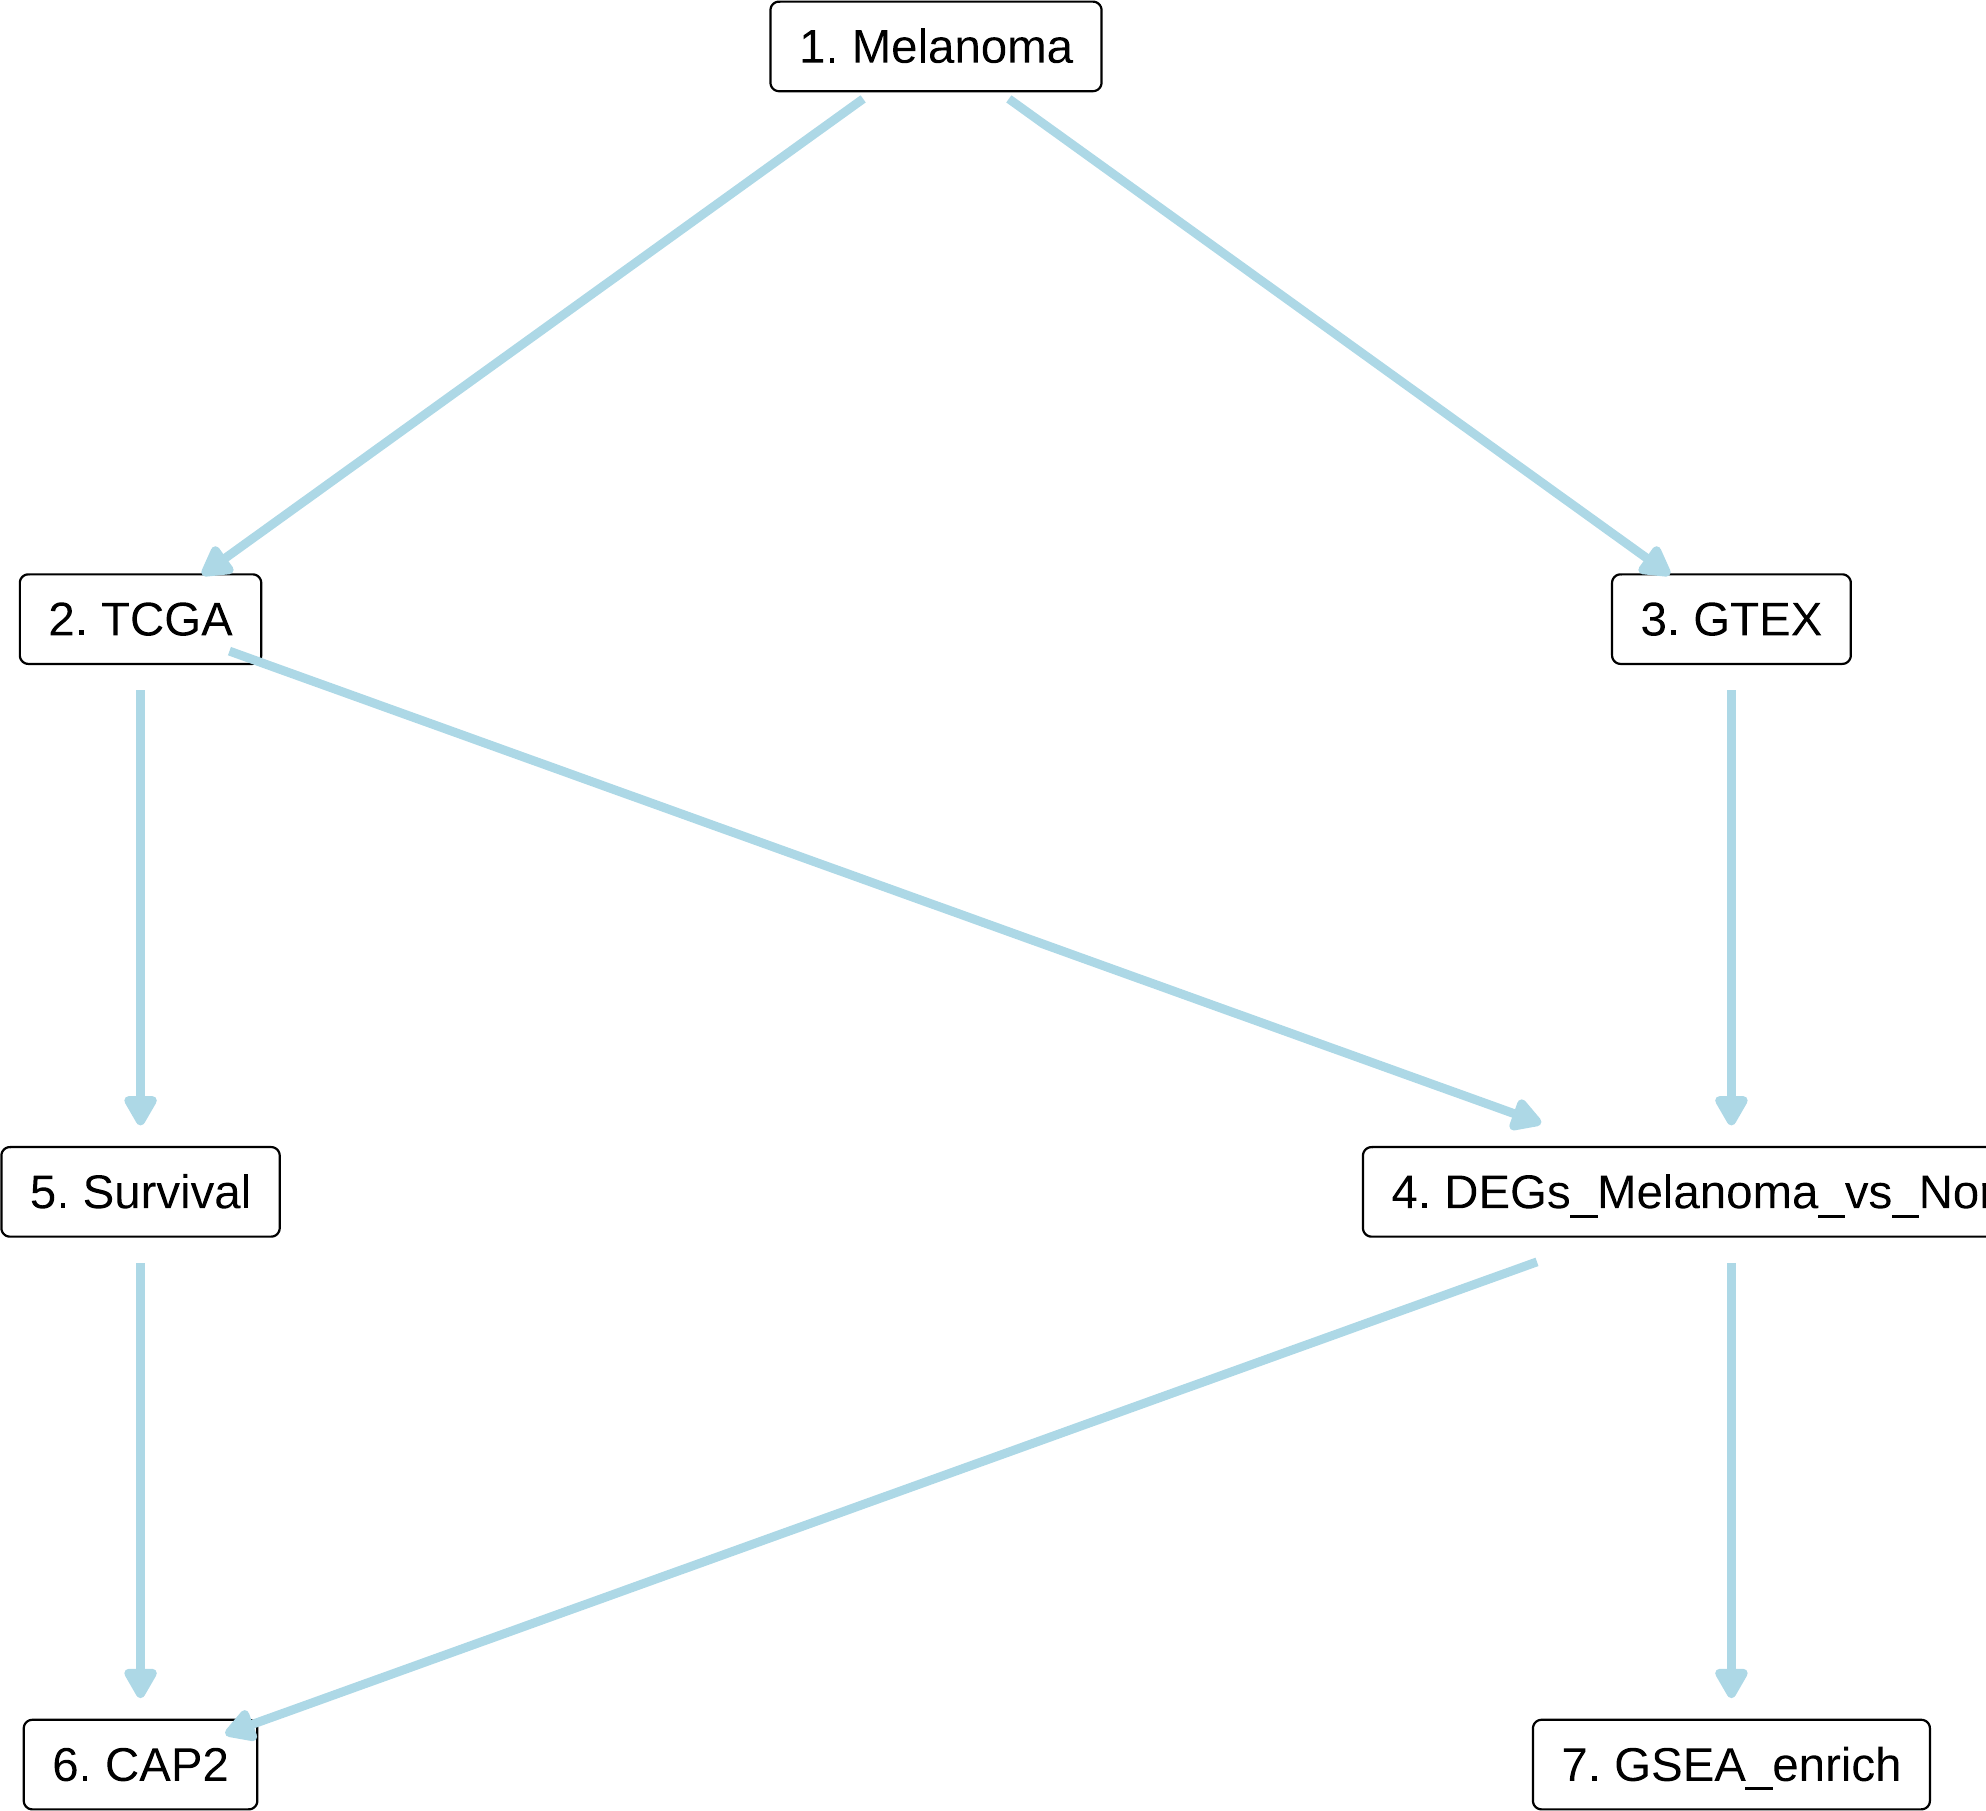 1. Melanoma
2. TCGA
3. GTEX
5. Survival
4. DEGs_Melanoma_vs_Nor
6. CAP2
7. GSEA_enrich